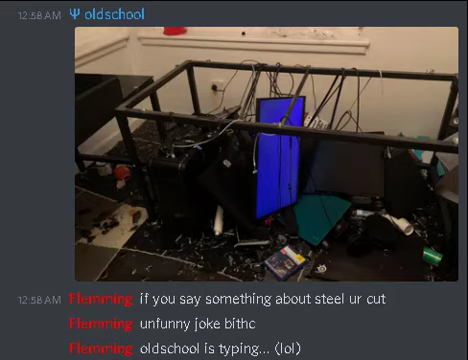 12:58 AM Ψ oldschool
12:58 AM Flemming if you say something about steel ur cut
Flemming unfunny joke bithc
Flemming oldschool is typing... (lol)